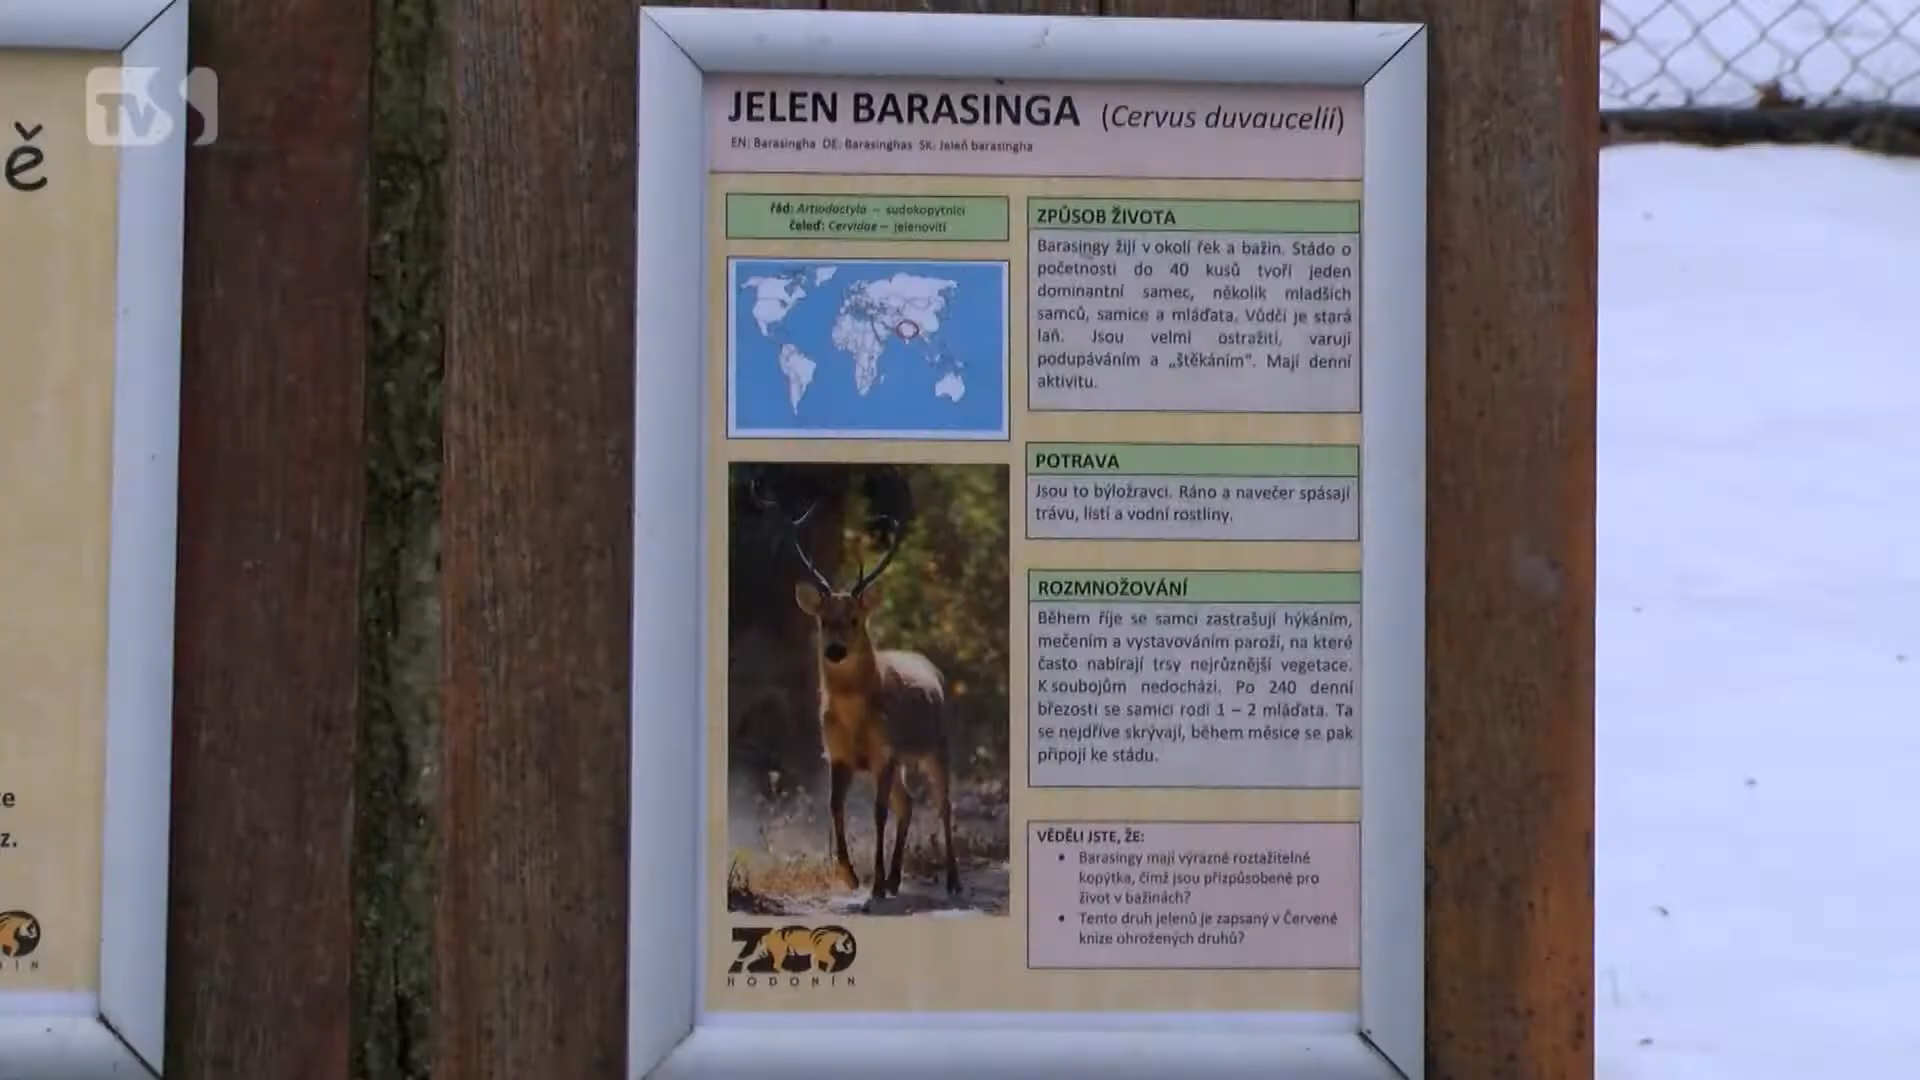 TVS
ě
e
z.
JELEN BARASINGA (Cervus duvaucelii)
EN: Barasingha DE: Barasinghas SK: Jeleň barasingha
řád: Artiodactyla – sudokopytníci
čeleď: Cervidae – jelenovití
ZPŮSOB ŽIVOTA
Barasingy žijí v okolí řek a bažin. Stádo o
početnosti do 40 kusů tvoří jeden
dominantní samec, několik mladších
samců, samice a mláďata. Vůdčí je stará
laň. Jsou velmi ostražití, varují
podupáváním a „štěkáním“. Mají denní
aktivitu.
POTRAVA
Jsou to býložravci. Ráno a navečer spásají
trávu, listí a vodní rostliny.
ROZMNOŽOVÁNÍ
Během říje se samci zastrašují hýkáním,
mečením a vystavováním paroží, na které
často nabírají trsy nejrůznější vegetace.
K soubojům nedochází. Po 240 denní
březosti se samici rodí 1 – 2 mláďata. Ta
se nejdříve skrývají, během měsíce se pak
připojí ke stádu.
VĚDĚLI JSTE, ŽE:
• Barasingy mají výrazně roztažitelné
kopýtka, čímž jsou přizpůsobené pro
život v bažinách?
• Tento druh jelenů je zapsaný v Červené
knize ohrožených druhů?
ZOO
HODONÍN